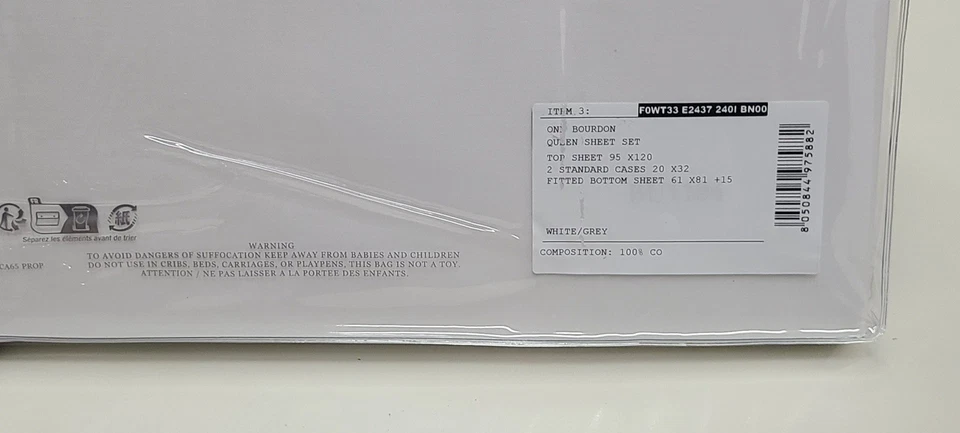 ITEM 3: F0WT33 E2437 240I BN00
ONE BOURDON
QUEEN SHEET SET
TOP SHEET 95 X120
2 STANDARD CASES 20 X32
FITTED BOTTOM SHEET 61 X81 +15
WHITE/GREY
COMPOSITION: 100% CO
8050844975882
紙
Séparez les éléments avant de trier
CA65 PROP
WARNING
TO AVOID DANGERS OF SUFFOCATION KEEP AWAY FROM BABIES AND CHILDREN
DO NOT USE IN CRIBS, BEDS, CARRIAGES, OR PLAYPENS, THIS BAG IS NOT A TOY.
ATTENTION / NE PAS LAISSER A LA PORTEE DES ENFANTS.